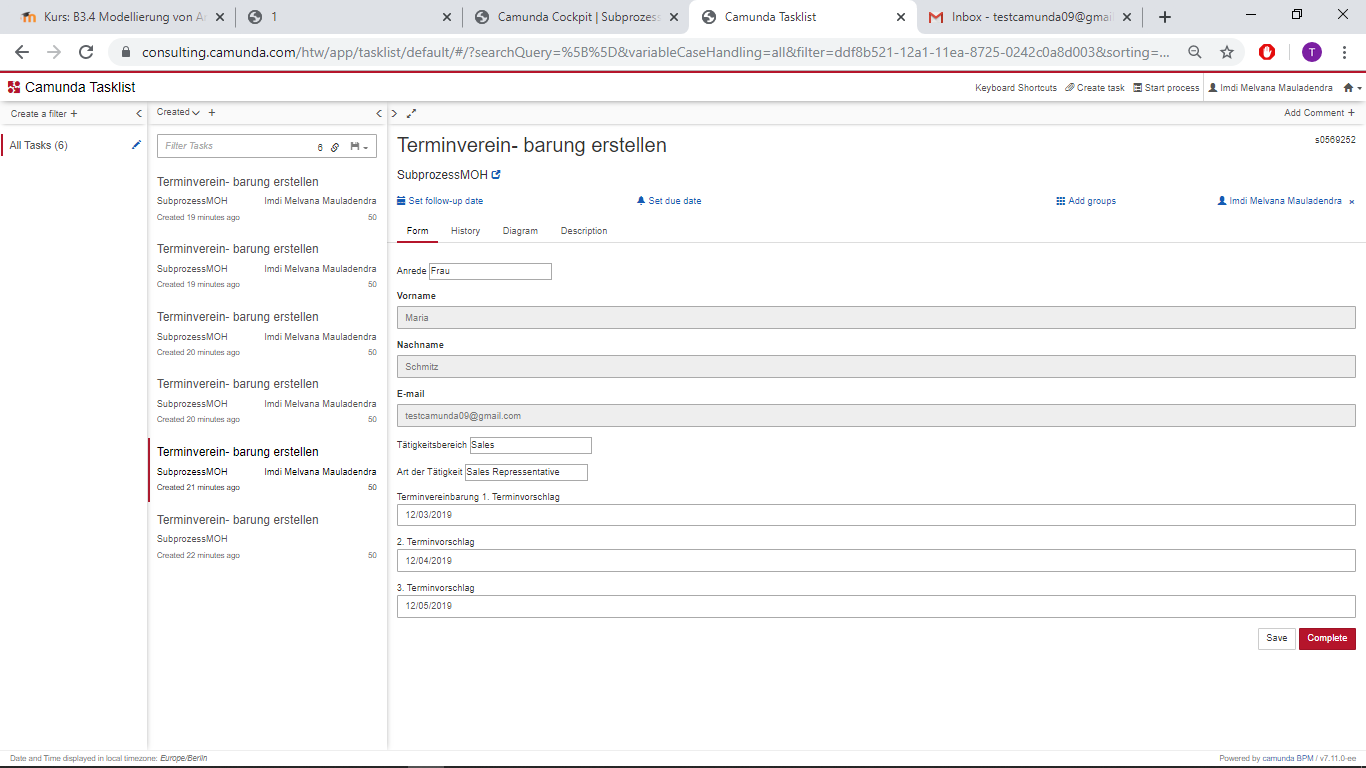 Kurs: B3.4 Modellierung von A
1
Camunda Cockpit | Subprozess
Camunda Tasklist
Inbox - testcamunda09@gmai
consulting.camunda.com/htw/app/tasklist/default/#/?searchQuery=%5B%5D&variableCaseHandling=all&filter=ddf8b521-12a1-11ea-8725-0242c0a8d003&sorting=...
T
Camunda Tasklist
Keyboard Shortcuts
Create task
Start process
Imdi Melvana Mauladendra
Create a filter +
Created
Add Comment +
All Tasks (6)
Filter Tasks
6
Terminverein- barung erstellen
SubprozessMOH Imdi Melvana Mauladendra
Created 19 minutes ago 50
Terminverein- barung erstellen
SubprozessMOH Imdi Melvana Mauladendra
Created 19 minutes ago 50
Terminverein- barung erstellen
SubprozessMOH Imdi Melvana Mauladendra
Created 20 minutes ago 50
Terminverein- barung erstellen
SubprozessMOH Imdi Melvana Mauladendra
Created 20 minutes ago 50
Terminverein- barung erstellen
SubprozessMOH Imdi Melvana Mauladendra
Created 21 minutes ago 50
Terminverein- barung erstellen
SubprozessMOH
Created 22 minutes ago 50
Terminverein- barung erstellen
s0569252
SubprozessMOH
Set follow-up date
Set due date
Add groups
Imdi Melvana Mauladendra ×
Form History Diagram Description
Anrede Frau
Vorname
Maria
Nachname
Schmitz
E-mail
testcamunda09@gmail.com
Tätigkeitsbereich Sales
Art der Tätigkeit Sales Repressentative
Terminvereinbarung 1. Terminvorschlag
12/03/2019
2. Terminvorschlag
12/04/2019
3. Terminvorschlag
12/05/2019
Save Complete
Date and Time displayed in local timezone: Europe/Berlin
Powered by camunda BPM / v7.11.0-ee